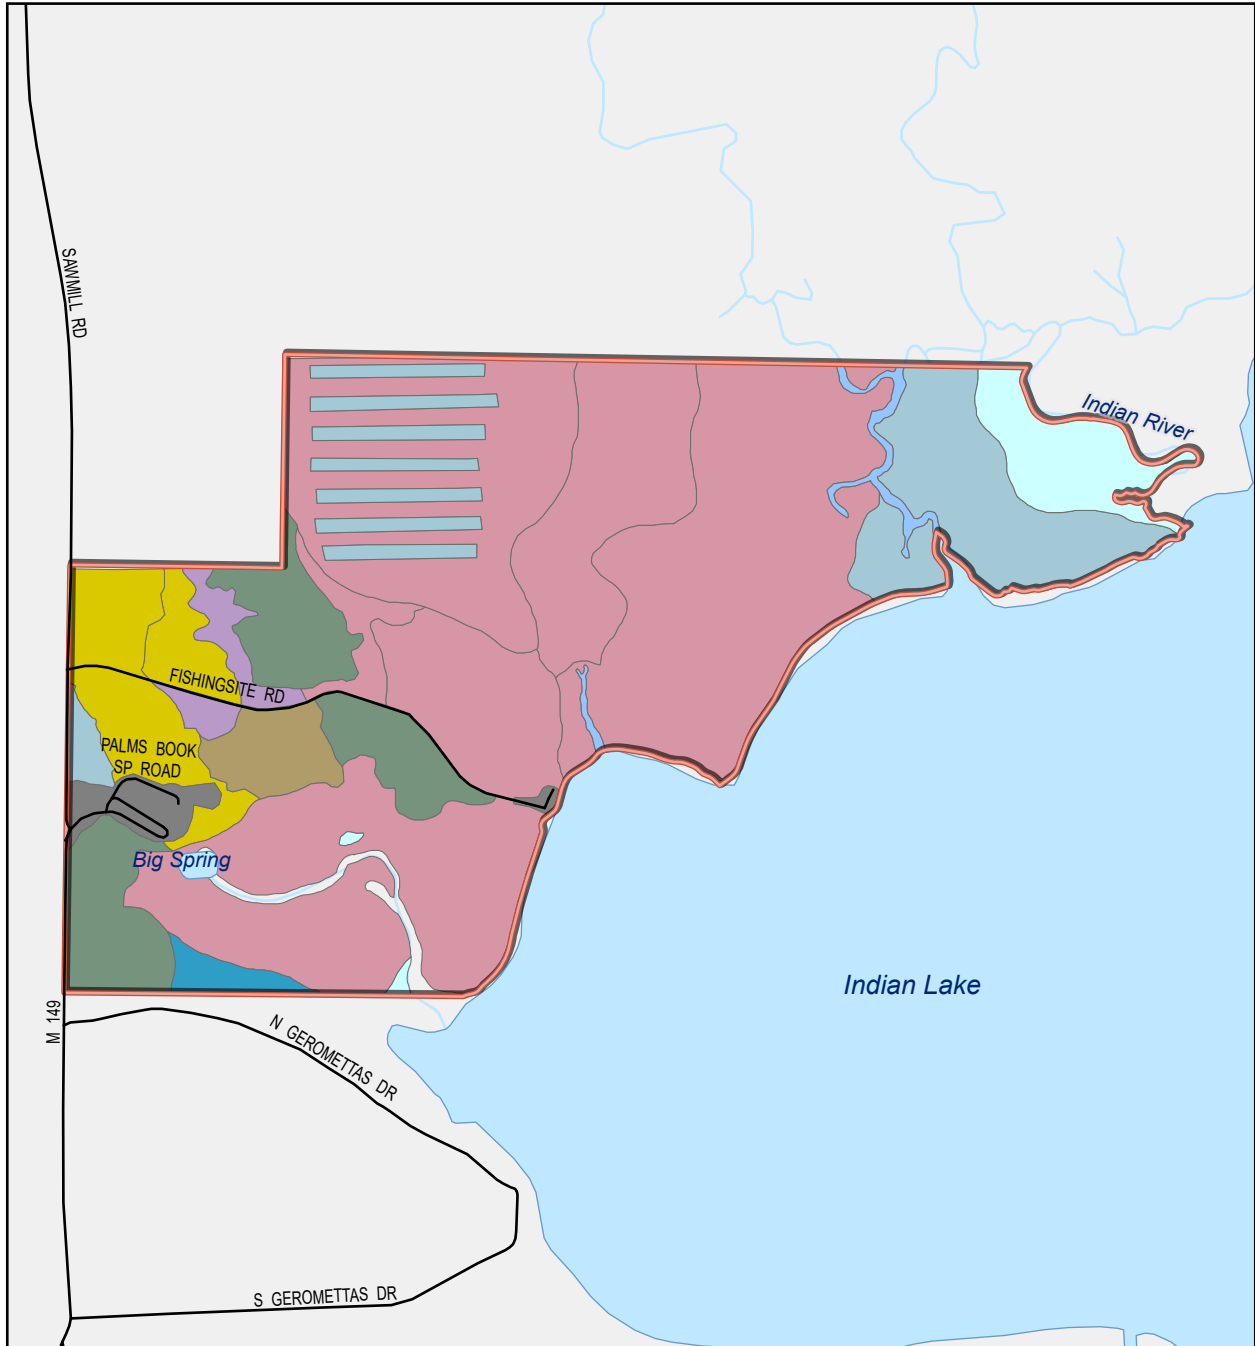 SAWMILL RD
Indian River
FISHINGSITE RD
PALMS BOOK
SP ROAD
Big Spring
Indian Lake
M 149
N GEROMETTAS DR
S GEROMETTAS DR